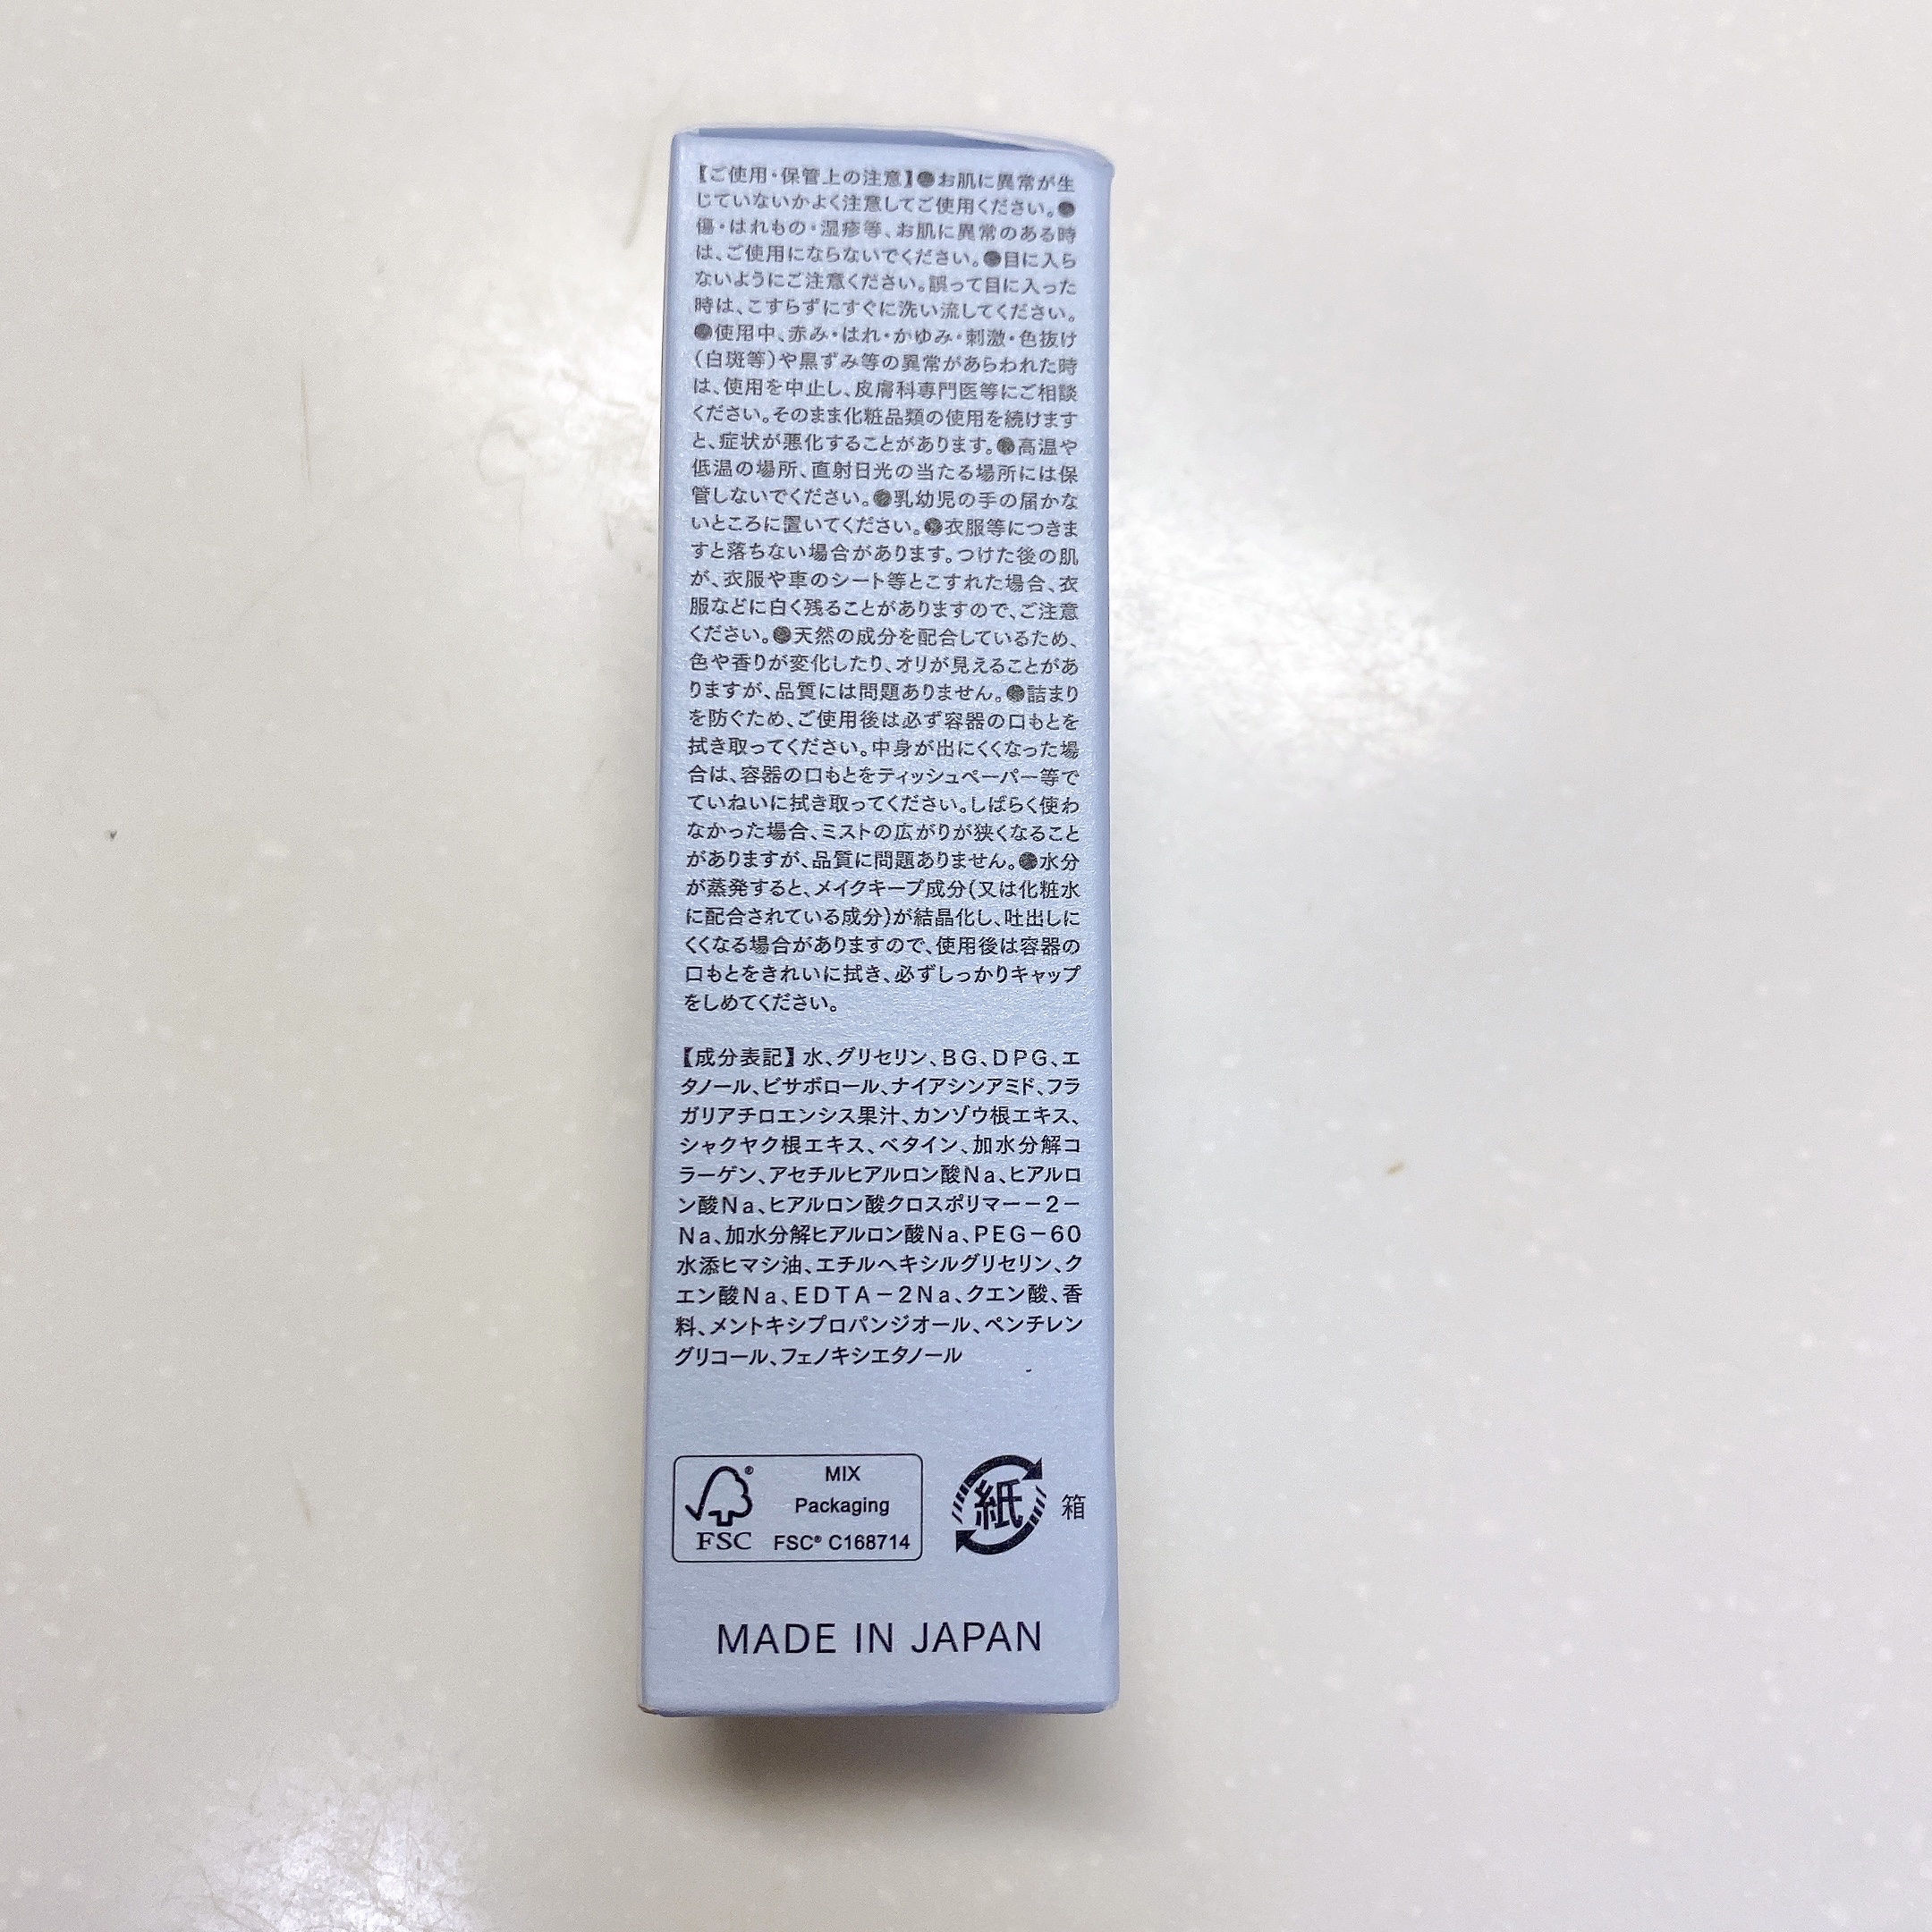 【ご使用・保管上の注意】●お肌に異常が生
じていないかよく注意してご使用ください。●
傷・はれもの・湿疹等、お肌に異常のある時
は、ご使用にならないでください。●目に入ら
ないようにご注意ください。誤って目に入った
時は、こすらずにすぐに洗い流してください。
●使用中、赤み・はれ・かゆみ・刺激・色抜け
(白斑等)や黒ずみ等の異常があらわれた時
は、使用を中止し、皮膚科専門医等にご相談
ください。そのまま化粧品類の使用を続けます
と、症状が悪化することがあります。●高温や
低温の場所、直射日光の当たる場所には保
管しないでください。●乳幼児の手の届かな
いところに置いてください。●衣服等につきま
すと落ちない場合があります。つけた後の肌
が、衣服や車のシート等とこすれた場合、衣
服などに白く残ることがありますので、ご注意
ください。●天然の成分を配合しているため、
色や香りが変化したり、オリが見えることがあ
りますが、品質には問題ありません。●詰まり
を防ぐため、ご使用後は必ず容器の口もとを
拭き取ってください。中身が出にくくなった場
合は、容器の口もとをティッシュペーパー等で
ていねいに拭き取ってください。しばらく使わ
なかった場合、ミストの広がりが狭くなること
がありますが、品質に問題ありません。●水分
が蒸発すると、メイクキープ成分(又は化粧水
に配合されている成分)が結晶化し、吐出しに
くくなる場合がありますので、使用後は容器の
口もとをきれいに拭き、必ずしっかりキャップ
をしめてください。
【成分表記】水、グリセリン、BG、DPG、エ
タノール、ビサボロール、ナイアシンアミド、フラ
ガリアチロエンシス果汁、カンゾウ根エキス、
シャクヤク根エキス、ベタイン、加水分解コ
ラーゲン、アセチルヒアルロン酸Na、ヒアルロ
ン酸Na、ヒアルロン酸クロスポリマー－2－
Na、加水分解ヒアルロン酸Na、PEG－60
水添ヒマシ油、エチルヘキシルグリセリン、ク
エン酸Na、EDTA－2Na、クエン酸、香
料、メントキシプロパンジオール、ペンチレン
グリコール、フェノキシエタノール
MIX
Packaging
FSC FSC® C168714
紙 箱
MADE IN JAPAN